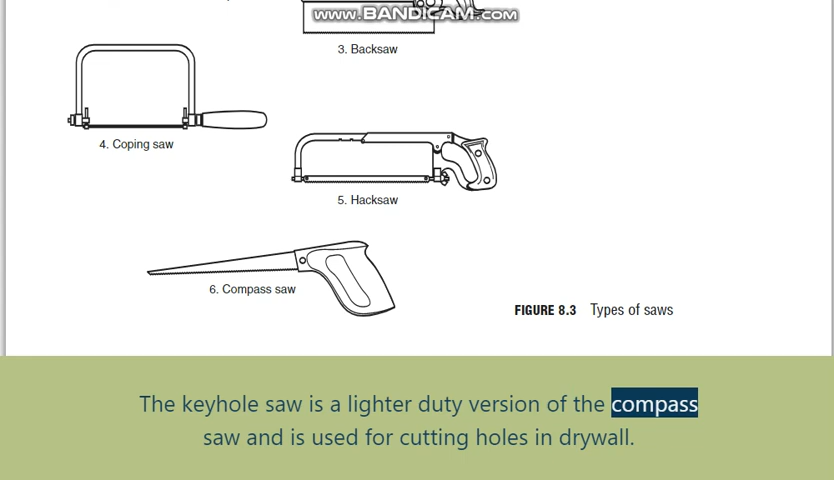 www.BANDICAM.com
3. Backsaw
4. Coping saw
5. Hacksaw
6. Compass saw
FIGURE 8.3 Types of saws
The keyhole saw is a lighter duty version of the compass
saw and is used for cutting holes in drywall.